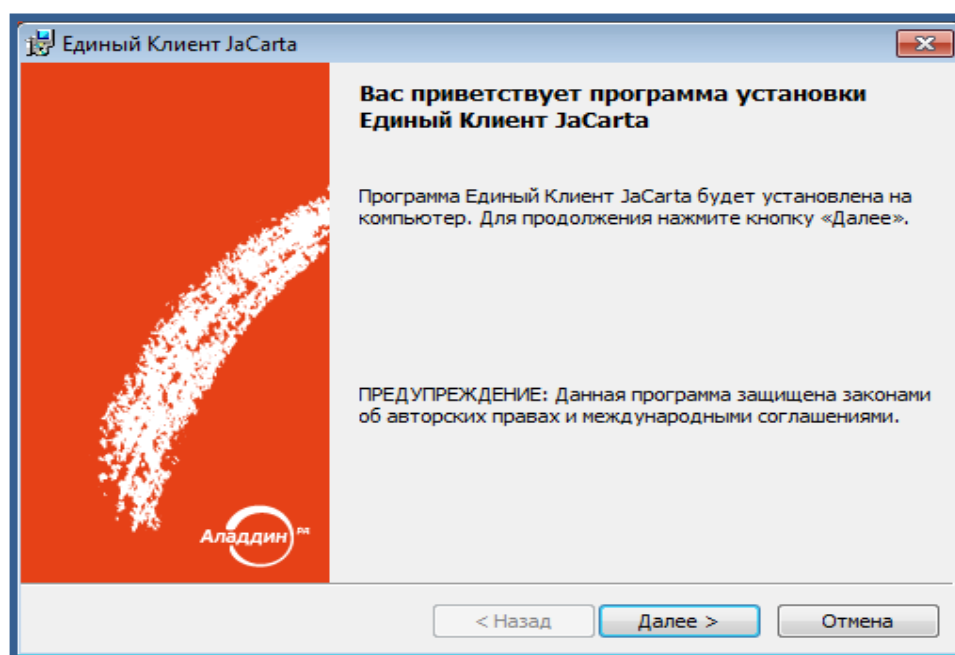 Единый Клиент JaCarta
Вас приветствует программа установки
Единый Клиент JaCarta
Программа Единый Клиент JaCarta будет установлена на
компьютер. Для продолжения нажмите кнопку «Далее».
ПРЕДУПРЕЖДЕНИЕ: Данная программа защищена законами
об авторских правах и международными соглашениями.
Аладдин РД
< Назад
Далее >
Отмена